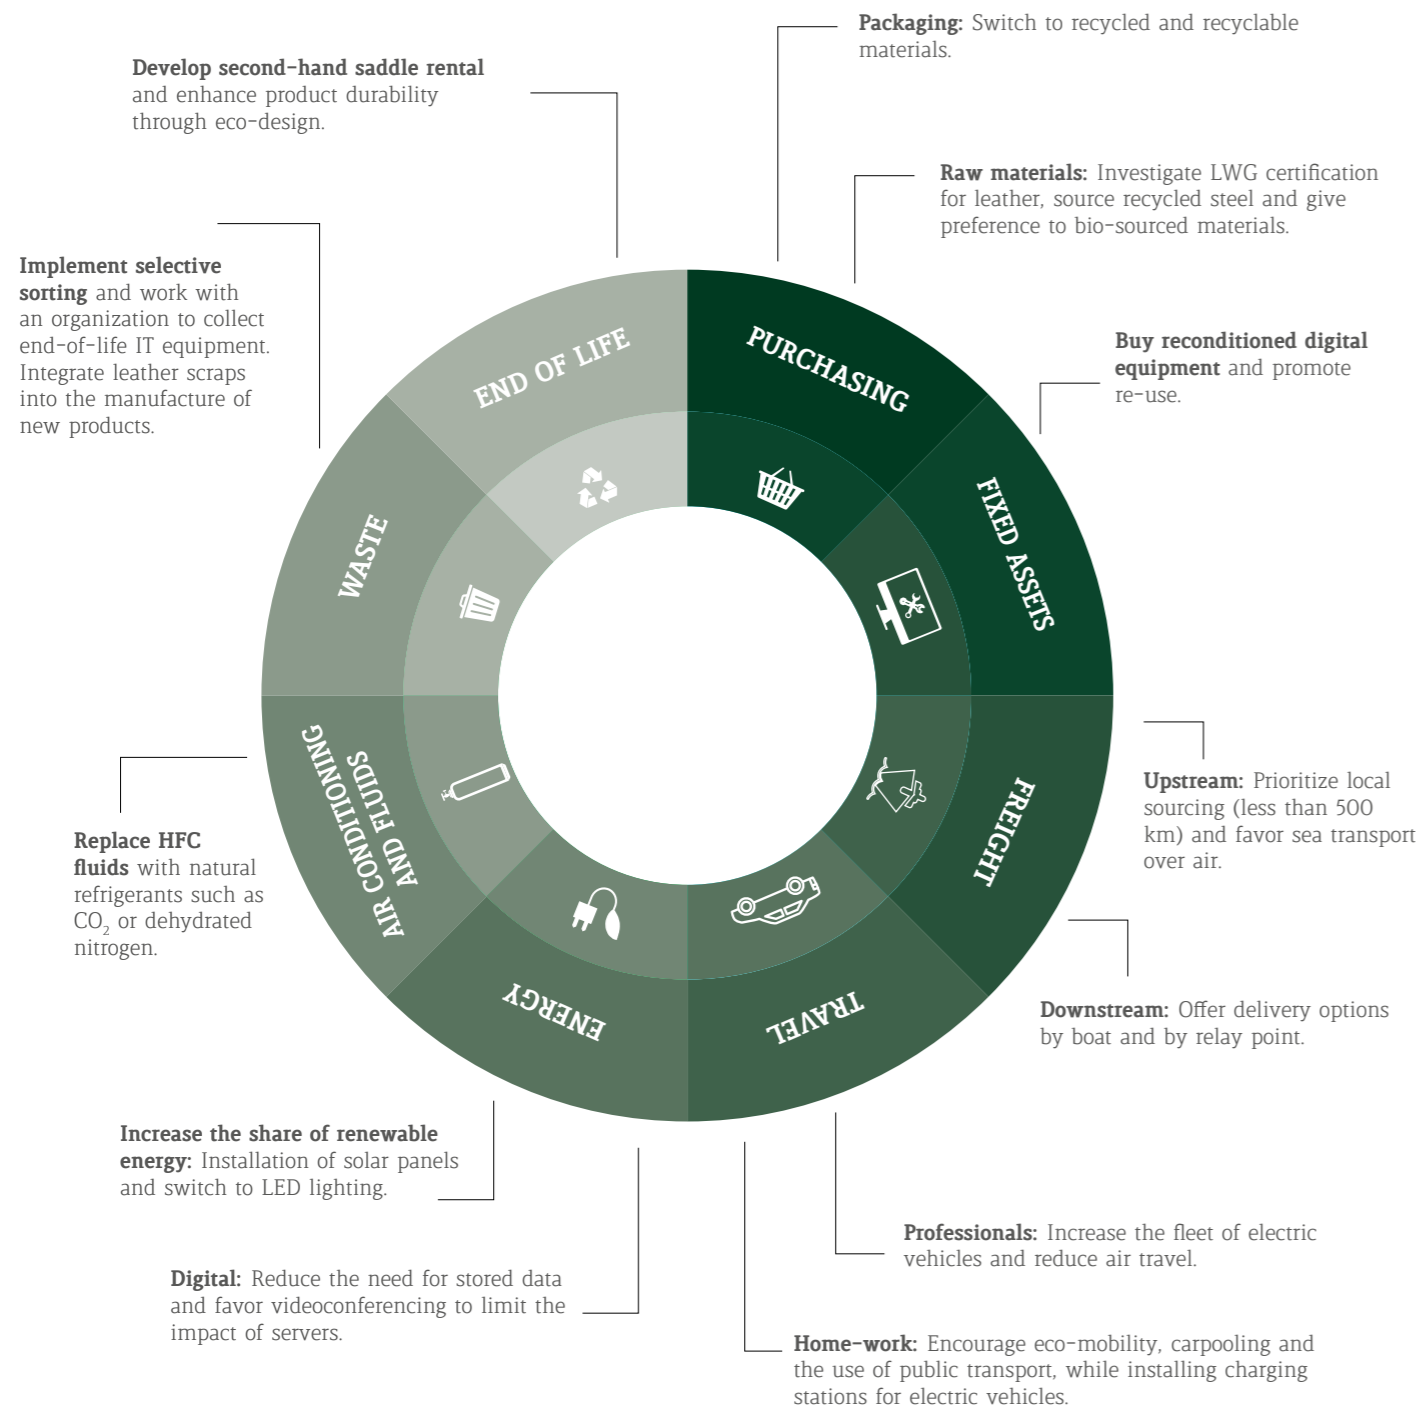 Packaging: Switch to recycled and recyclable
materials.
Develop second-hand saddle rental
and enhance product durability
through eco-design.
Raw materials: Investigate LWG certification
for leather, source recycled steel and give
preference to bio-sourced materials.
Implement selective
sorting and work with
an organization to collect
end-of-life IT equipment.
Integrate leather scraps
into the manufacture of
new products.
Buy reconditioned digital
equipment and promote
re-use.
END OF LIFE
PURCHASING
WASTE
FIXED ASSETS
AIR CONDITIONING
AND FLUIDS
FREIGHT
ENERGY
TRAVEL
Upstream: Prioritize local
sourcing (less than 500
km) and favor sea transport
over air.
Replace HFC
fluids with natural
refrigerants such as
CO₂ or dehydrated
nitrogen.
Downstream: Offer delivery options
by boat and by relay point.
Increase the share of renewable
energy: Installation of solar panels
and switch to LED lighting.
Professionals: Increase the fleet of electric
vehicles and reduce air travel.
Digital: Reduce the need for stored data
and favor videoconferencing to limit the
impact of servers.
Home-work: Encourage eco-mobility, carpooling and
the use of public transport, while installing charging
stations for electric vehicles.